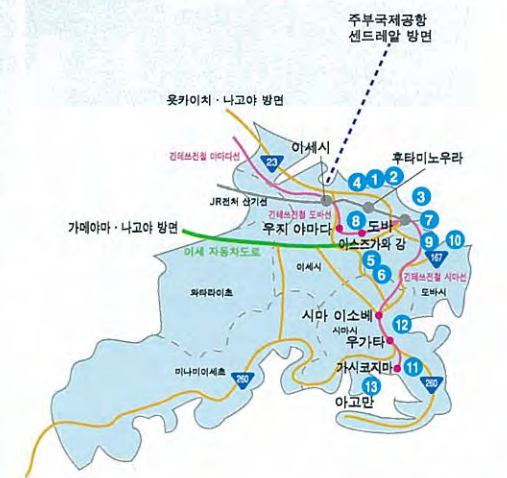 주부국제공항
센트레알 방면
욧카이치 · 나고야 방면
이세시
후타미노우라
긴테쓰전철 야마다선
23
4
1
2
3
JR전처 산기선
긴테쓰전철 도바선
7
8
도바
우지 야마다
가메야마 · 나고야 방면
이스즈가와 강
9
10
이세 자동차도로
5
167
이세시
6
긴테쓰전철 시마선
와타라이초
도바시
시마 이소베
시마시
12
우가타
미나미이세초
260
가시코지마
11
260
13
아고만